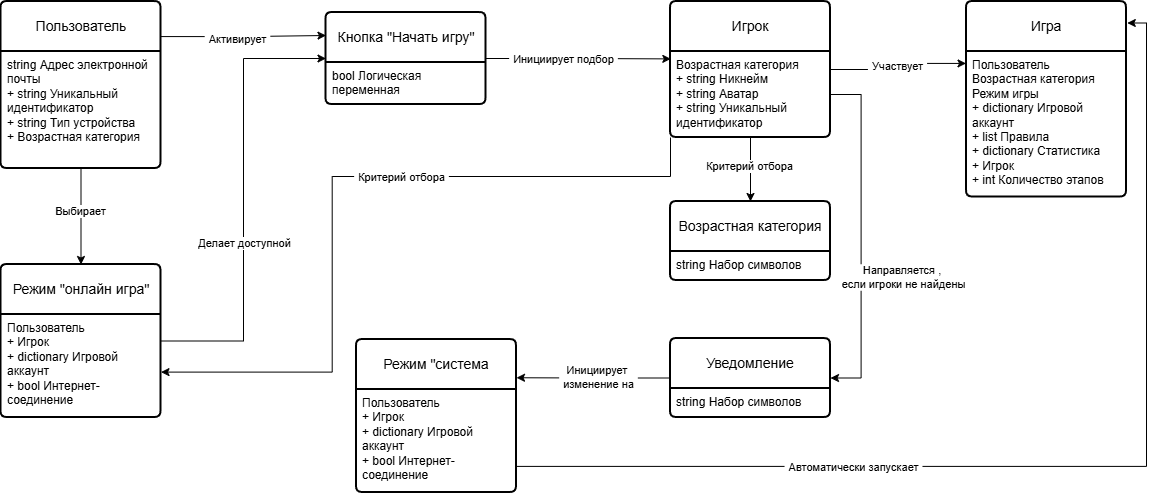 Пользователь
string Адрес электронной
почты
+ string Уникальный
идентификатор
+ string Тип устройства
+ Возрастная категория
Активирует
Кнопка "Начать игру"
bool Логическая
переменная
Инициирует подбор
Игрок
Возрастная категория
+ string Никнейм
+ string Аватар
+ string Уникальный
идентификатор
Участвует
Игра
Пользователь
Возрастная категория
Режим игры
+ dictionary Игровой
аккаунт
+ list Правила
+ dictionary Статистика
+ Игрок
+ int Количество этапов
Критерий отбора
Критерий отбора
Выбирает
Делает доступной
Возрастная категория
string Набор символов
Направляется ,
если игроки не найдены
Режим "онлайн игра"
Пользователь
+ Игрок
+ dictionary Игровой
аккаунт
+ bool Интернет-
соединение
Режим "система
Пользователь
+ Игрок
+ dictionary Игровой
аккаунт
+ bool Интернет-
соединение
Инициирует
изменение на
Уведомление
string Набор символов
Автоматически запускает